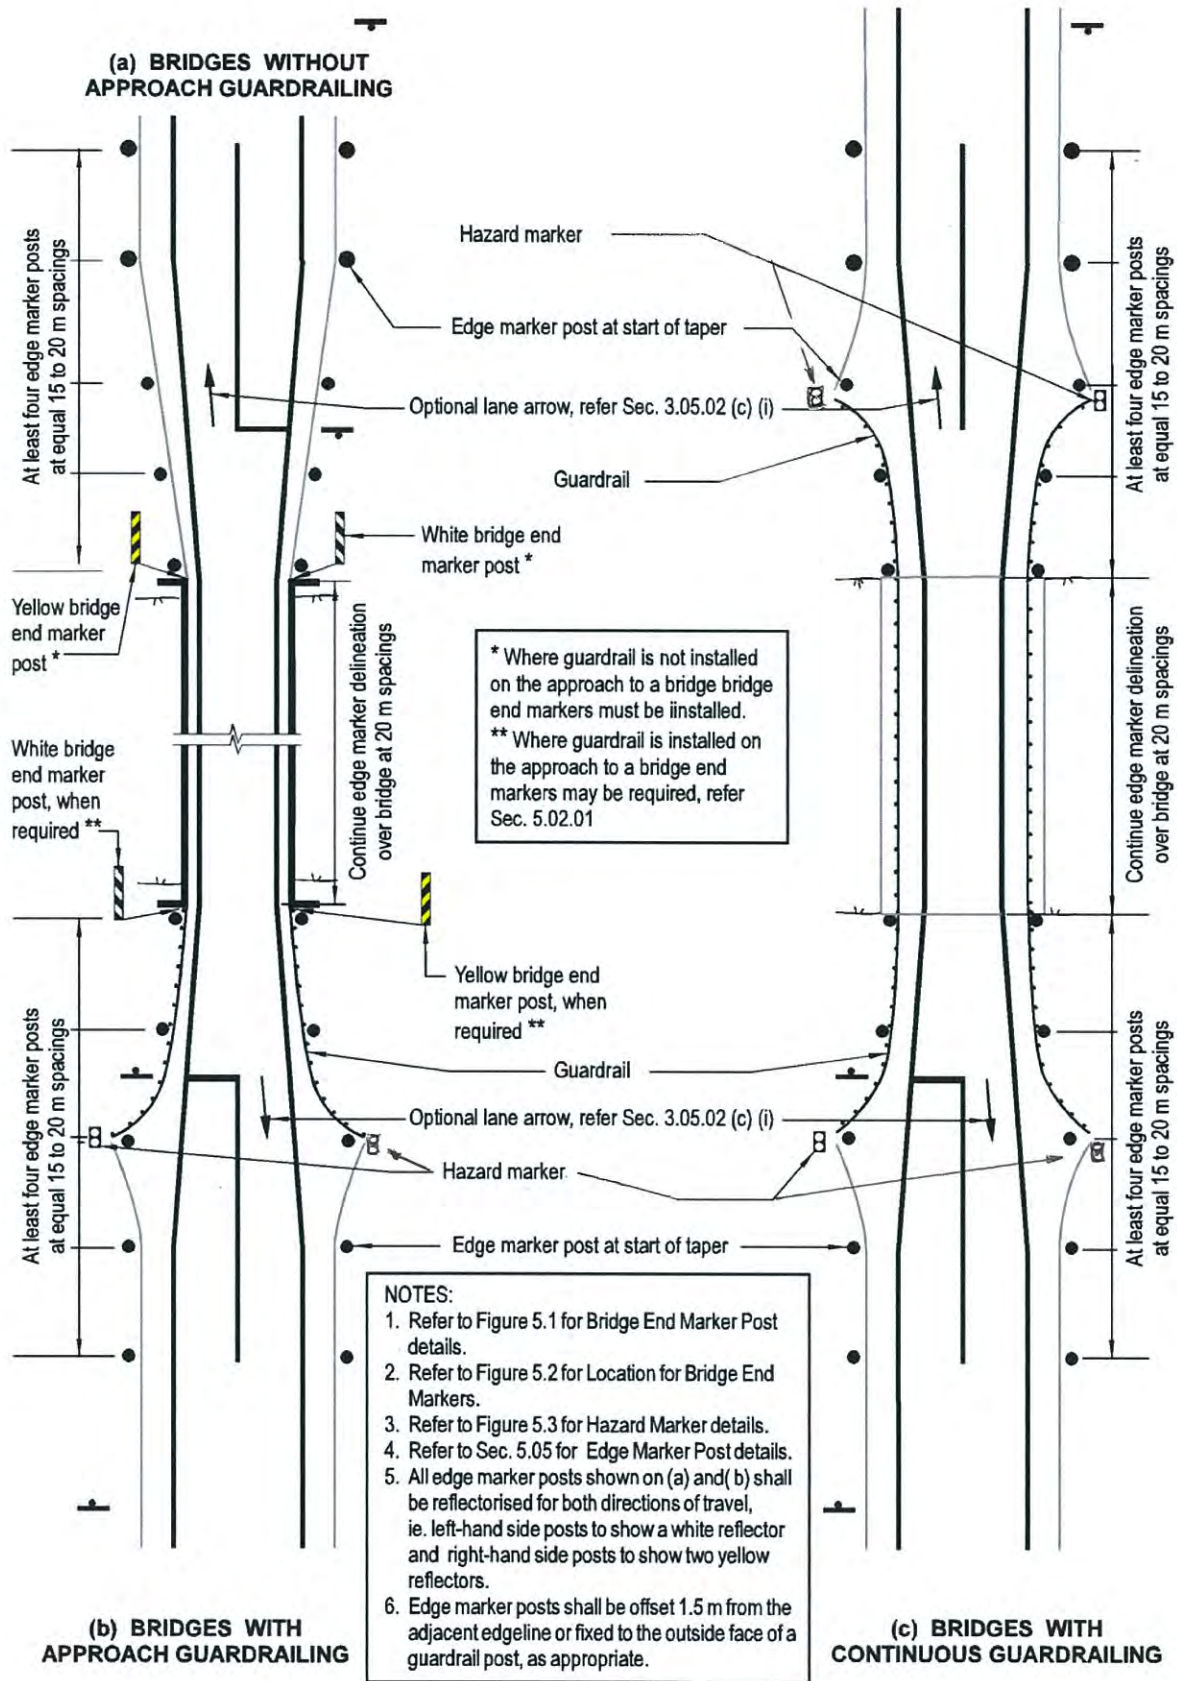 (a) BRIDGES WITHOUT
APPROACH GUARDRAILING
At least four edge marker posts
at equal 15 to 20 m spacings
Hazard marker
Edge marker post at start of taper
Optional lane arrow, refer Sec. 3.05.02 (c) (i)
Guardrail
At least four edge marker posts
at equal 15 to 20 m spacings
White bridge end
marker post *
Yellow bridge
end marker
post *
Continue edge marker delineation
over bridge at 20 m spacings
* Where guardrail is not installed
on the approach to a bridge bridge
end markers must be iinstalled.
** Where guardrail is installed on
the approach to a bridge end
markers may be required, refer
Sec. 5.02.01
Continue edge marker delineation
over bridge at 20 m spacings
White bridge
end marker
post, when
required **
Yellow bridge end
marker post, when
required **
At least four edge marker posts
at equal 15 to 20 m spacings
Guardrail
Optional lane arrow, refer Sec. 3.05.02 (c) (i)
Hazard marker
Edge marker post at start of taper
At least four edge marker posts
at equal 15 to 20 m spacings
NOTES:
1. Refer to Figure 5.1 for Bridge End Marker Post
details.
2. Refer to Figure 5.2 for Location for Bridge End
Markers.
3. Refer to Figure 5.3 for Hazard Marker details.
4. Refer to Sec. 5.05 for Edge Marker Post details.
5. All edge marker posts shown on (a) and( b) shall
be reflectorised for both directions of travel,
ie. left-hand side posts to show a white reflector
and right-hand side posts to show two yellow
reflectors.
6. Edge marker posts shall be offset 1.5 m from the
adjacent edgeline or fixed to the outside face of a
guardrail post, as appropriate.
(b) BRIDGES WITH
APPROACH GUARDRAILING
(c) BRIDGES WITH
CONTINUOUS GUARDRAILING